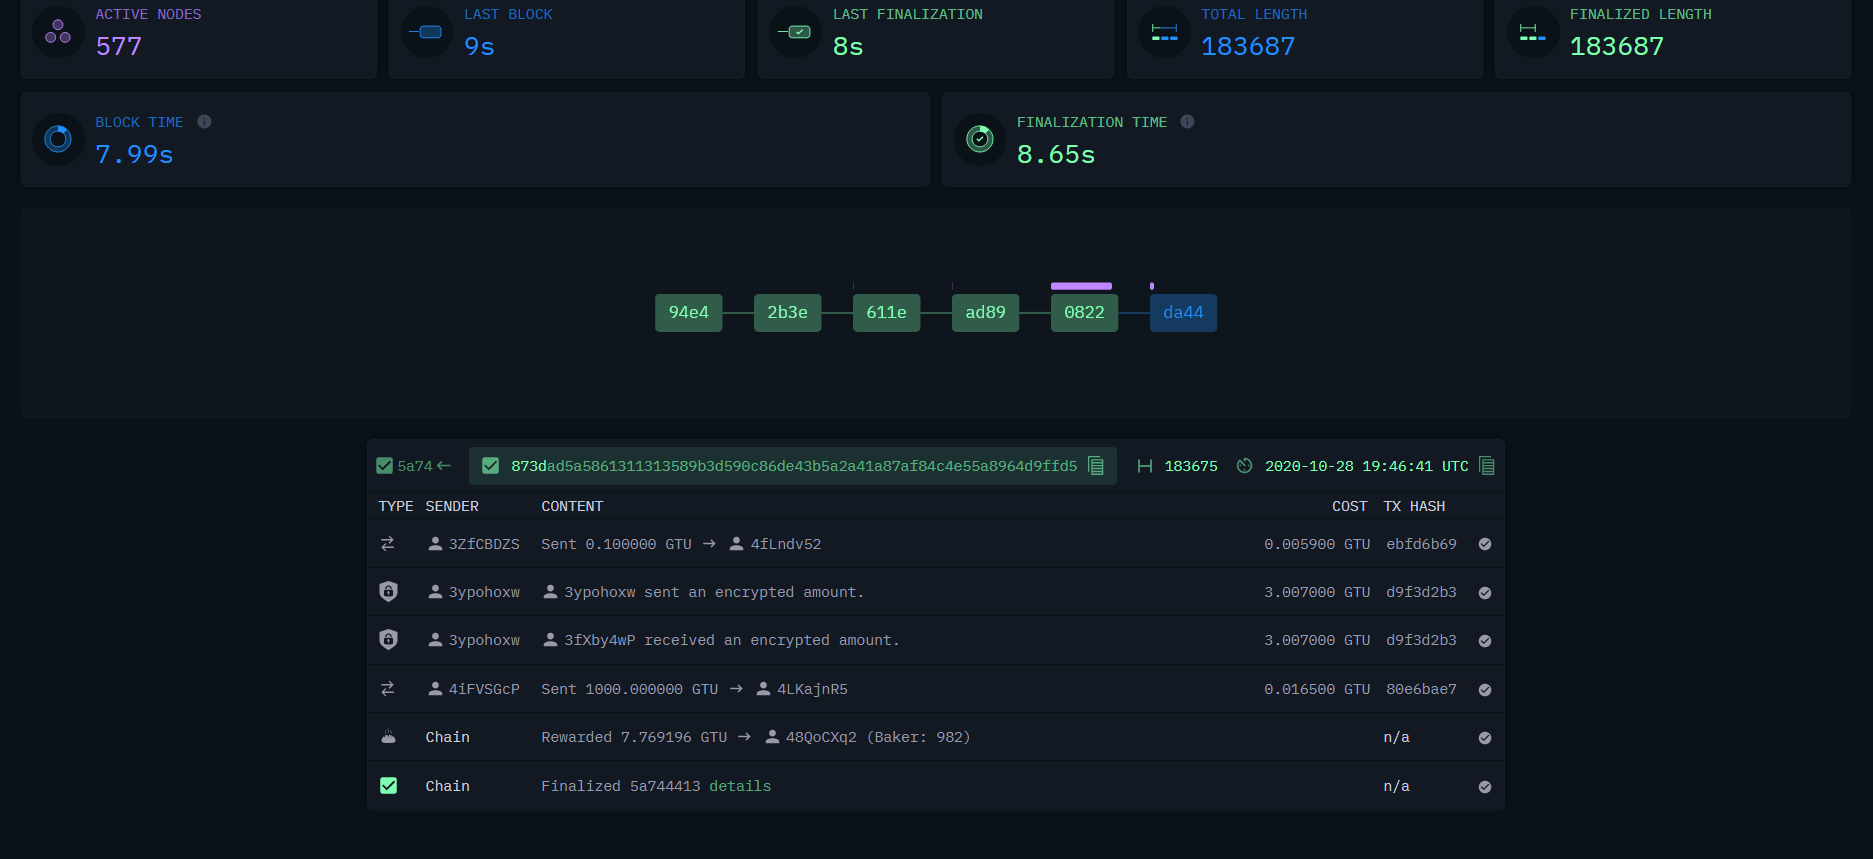 ACTIVE NODES
577
LAST BLOCK
9s
LAST FINALIZATION
8s
TOTAL LENGTH
183687
FINALIZED LENGTH
183687
BLOCK TIME
7.99s
FINALIZATION TIME
8.65s
94e4 2b3e 611e ad89 0822 da44
5a74 ← 873dad5a5861311313589b3d590c86de43b5a2a41a87af84c4e55a8964d9ffd5 183675 2020-10-28 19:46:41 UTC
TYPE SENDER CONTENT COST TX HASH
3ZfCBDZS Sent 0.100000 GTU → 4fLndv52 0.005900 GTU ebfd6b69
3ypohoxw 3ypohoxw sent an encrypted amount. 3.007000 GTU d9f3d2b3
3ypohoxw 3fXby4wP received an encrypted amount. 3.007000 GTU d9f3d2b3
4iFVSGcP Sent 1000.000000 GTU → 4LKajnR5 0.016500 GTU 80e6bae7
Chain Rewarded 7.769196 GTU → 48QoCXq2 (Baker: 982) n/a
Chain Finalized 5a744413 details n/a